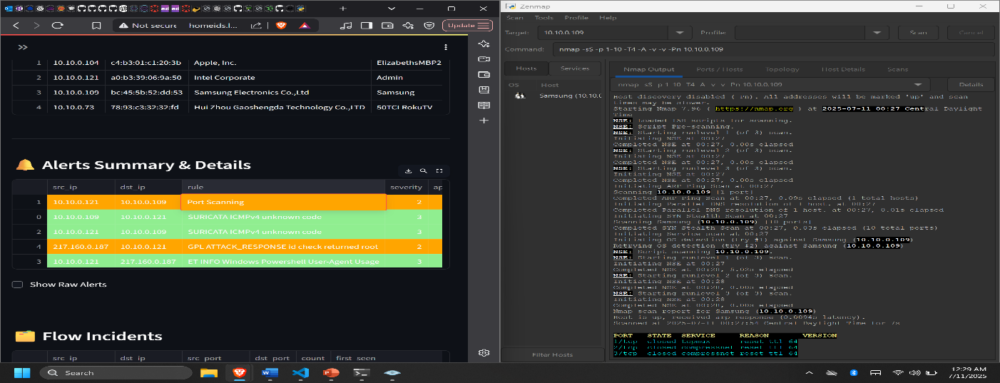 Not secure homeids.l... Update
1 10.10.0.104 c4:b3:01:c1:20:3b Apple, Inc. ElizabethsMBP2
2 10.10.0.121 a0:b3:39:06:9a:50 Intel Corporate Admin
3 10.10.0.109 bc:45:5b:52:dd:53 Samsung Electronics Co.,Ltd Samsung
4 10.10.0.73 78:93:c3:32:32:fd Hui Zhou Gaoshengda Technology Co.,LTD 50TCI RokuTV
Alerts Summary & Details
src_ip dst_ip rule severity ap
1 10.10.0.121 10.10.0.109 Port Scanning 2
0 10.10.0.109 10.10.0.121 SURICATA ICMPv4 unknown code 3
2 10.10.0.121 10.10.0.109 SURICATA ICMPv4 unknown code 3
4 217.160.0.187 10.10.0.121 GPL ATTACK_RESPONSE id check returned root 2
3 10.10.0.121 217.160.0.187 ET INFO Windows Powershell User-Agent Usage 3
Show Raw Alerts
Flow Incidents
src_ip dst_ip src_port dst_port count first_seen
Zenmap
Scan Tools Profile Help
Target: 10.10.0.109 Profile: Scan Cancel
Command: nmap -sS -p 1-10 -T4 -A -v -v -Pn 10.10.0.109
Hosts Services
OS Host
Samsung (10.10.0
Filter Hosts
Nmap Output Ports / Hosts Topology Host Details Scans
nmap -sS -p 1-10 -T4 -A -v -v -Pn 10.10.0.109 Details
Host discovery disabled (-Pn). All addresses will be marked 'up' and scan
times may be slower.
Starting Nmap 7.96 ( https://nmap.org ) at 2025-07-11 00:27 Central Daylight
Time
NSE: Loaded 158 scripts for scanning.
NSE: Script Pre-scanning.
NSE: Starting runlevel 1 (of 3) scan.
Initiating NSE at 00:27
Completed NSE at 00:27, 0.00s elapsed
NSE: Starting runlevel 2 (of 3) scan.
Initiating NSE at 00:27
Completed NSE at 00:27, 0.00s elapsed
NSE: Starting runlevel 3 (of 3) scan.
Initiating NSE at 00:27
Completed NSE at 00:27, 0.00s elapsed
Initiating ARP Ping Scan at 00:27
Scanning 10.10.0.109 [1 port]
Completed ARP Ping Scan at 00:27, 0.09s elapsed (1 total hosts)
Initiating Parallel DNS resolution of 1 host. at 00:27
Completed Parallel DNS resolution of 1 host. at 00:27, 0.01s elapsed
Initiating SYN Stealth Scan at 00:27
Scanning Samsung (10.10.0.109) [10 ports]
Completed SYN Stealth Scan at 00:27, 0.03s elapsed (10 total ports)
Initiating Service scan at 00:27
Initiating OS detection (try #1) against Samsung (10.10.0.109)
Retrying OS detection (try #2) against Samsung (10.10.0.109)
NSE: Script scanning 10.10.0.109.
NSE: Starting runlevel 1 (of 3) scan.
Initiating NSE at 00:27
Completed NSE at 00:28, 5.02s elapsed
NSE: Starting runlevel 2 (of 3) scan.
Initiating NSE at 00:28
Completed NSE at 00:28, 0.00s elapsed
NSE: Starting runlevel 3 (of 3) scan.
Initiating NSE at 00:28
Completed NSE at 00:28, 0.00s elapsed
Nmap scan report for Samsung (10.10.0.109)
Host is up, received arp-response (0.0094s latency).
Scanned at 2025-07-11 00:27:54 Central Daylight Time for 7s
PORT STATE SERVICE REASON VERSION
1/tcp closed tcpmux reset ttl 64
2/tcp closed compressnet reset ttl 64
3/tcp closed compressnet reset ttl 64
Search
12:29 AM
7/11/2025